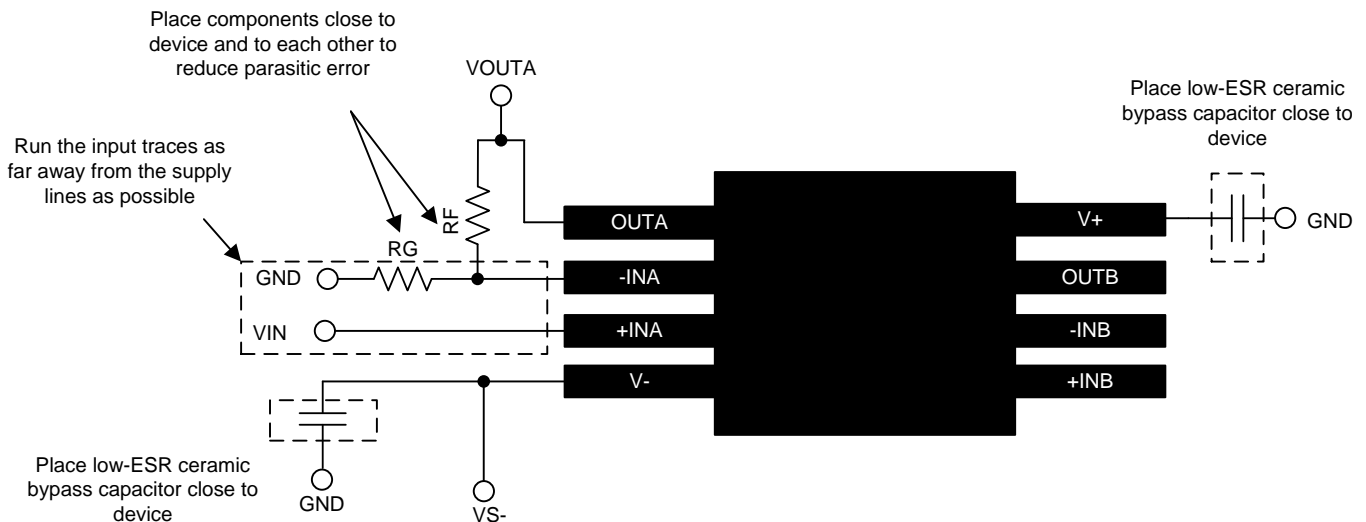 Place components close to
device and to each other to
reduce parasitic error
VOUTA
Place low-ESR ceramic
bypass capacitor close to
device
Run the input traces as
far away from the supply
lines as possible
RF
RG
OUTA
V+
GND
GND
-INA
OUTB
VIN
+INA
-INB
V-
+INB
Place low-ESR ceramic
bypass capacitor close to
device
GND
VS-